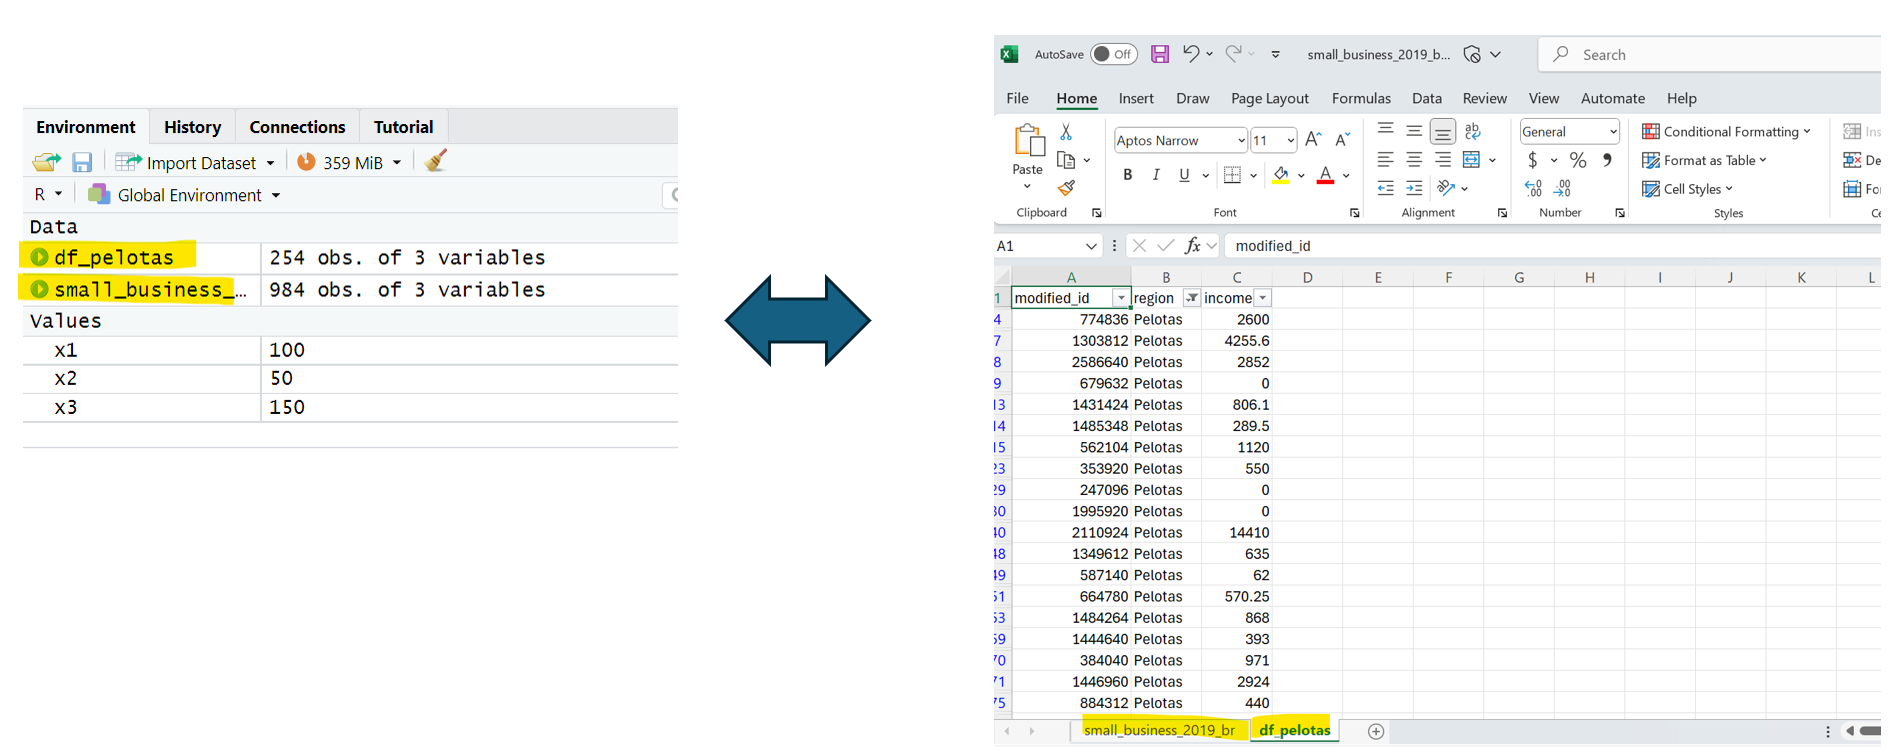 Environment History Connections Tutorial
Import Dataset 359 MiB
R Global Environment
Data
df_pelotas 254 obs. of 3 variables
small_business_… 984 obs. of 3 variables
Values
x1 100
x2 50
x3 150
AutoSave Off small_business_2019_b... Search
File Home Insert Draw Page Layout Formulas Data Review View Automate Help
Paste
Clipboard
Aptos Narrow 11
B I U
Font
ab
Alignment
General
$ % 9
Number
Conditional Formatting
Format as Table
Cell Styles
Styles
Ins
De
Fo
Ce
A1 fx modified_id
A B C D E F G H I J K L
1 modified_id region income
4 774836 Pelotas 2600
7 1303812 Pelotas 4255.6
8 2586640 Pelotas 2852
9 679632 Pelotas 0
13 1431424 Pelotas 806.1
14 1485348 Pelotas 289.5
15 562104 Pelotas 1120
23 353920 Pelotas 550
29 247096 Pelotas 0
30 1995920 Pelotas 0
40 2110924 Pelotas 14410
48 1349612 Pelotas 635
49 587140 Pelotas 62
51 664780 Pelotas 570.25
53 1484264 Pelotas 868
59 1444640 Pelotas 393
70 384040 Pelotas 971
71 1446960 Pelotas 2924
75 884312 Pelotas 440
small_business_2019_br df_pelotas